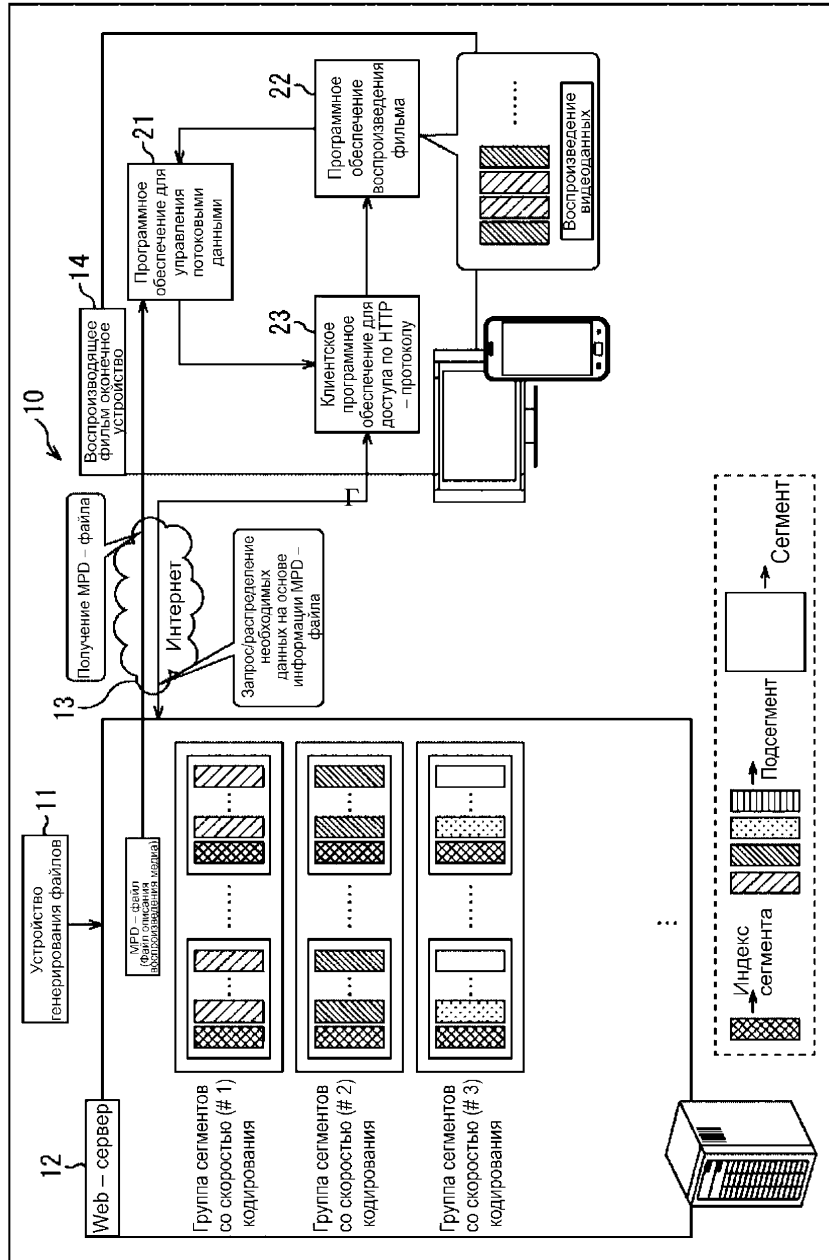 10
Устройство
генерирования файлов
11
12
Web – сервер
MPD – файл
(Файл описания
воспроизведения медиа)
Группа сегментов
со скоростью (# 1)
кодирования
Группа сегментов
со скоростью (# 2)
кодирования
Группа сегментов
со скоростью (# 3)
кодирования
Получение MPD – файла
13
Интернет
Запрос/распределение
необходимых
данных на основе
информации MPD –
файла
14
Воспроизводящее
фильм оконечное
устройство
21
Программное
обеспечение для
управления
потоковыми
данными
23
Клиентское
программное
обеспечение для
доступа по HTTP
– протоколу
22
Программное
обеспечение
воспроизведения
фильма
Воспроизведение
видеоданных
Индекс
сегмента
Подсегмент
Сегмент